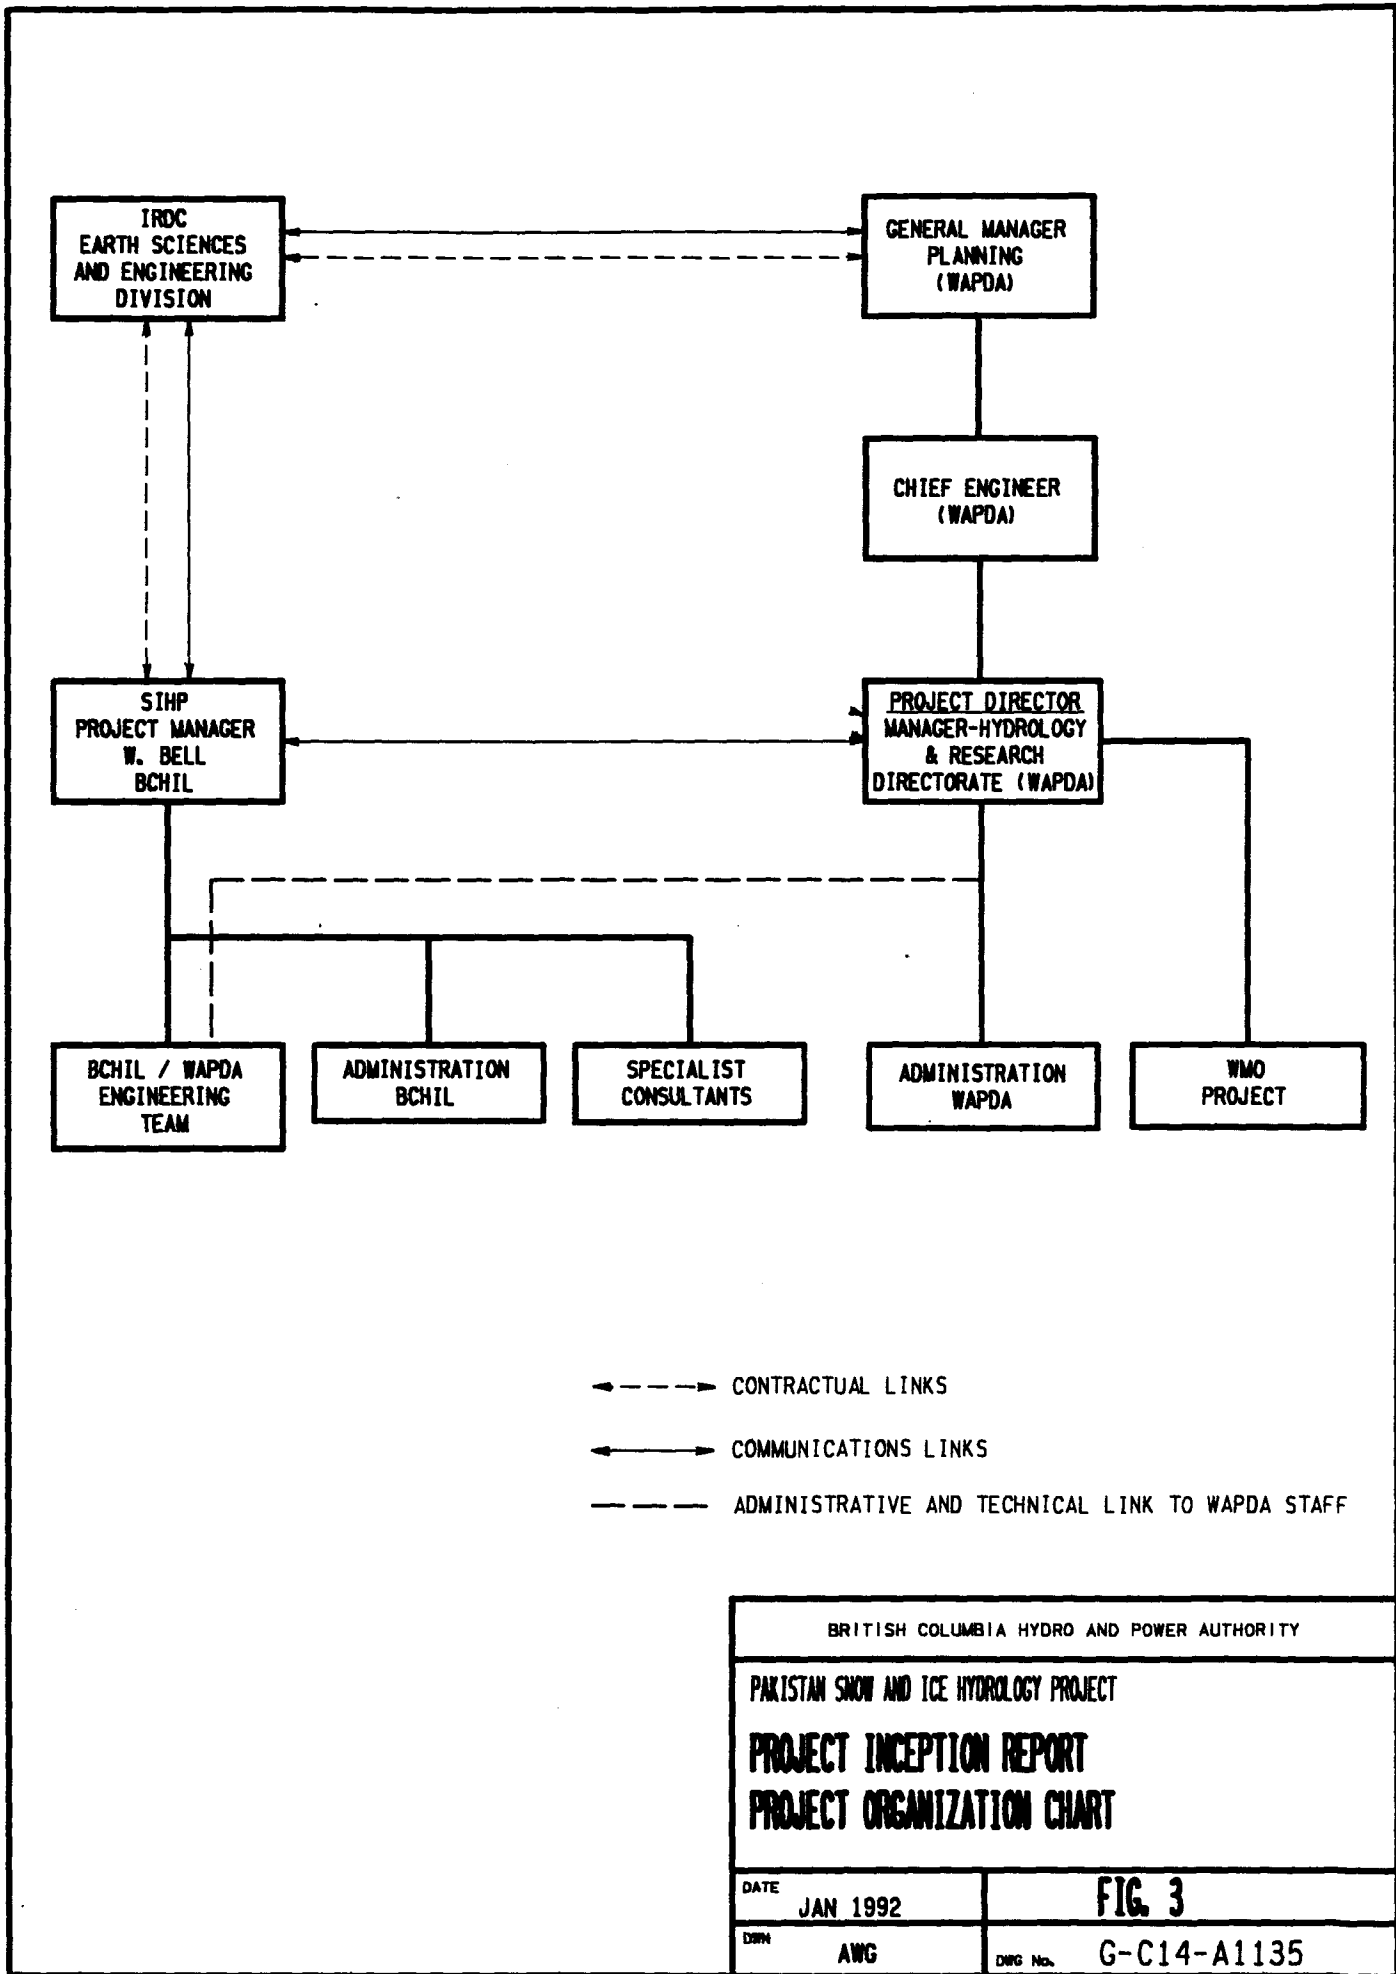 IRDC
EARTH SCIENCES
AND ENGINEERING
DIVISION
GENERAL MANAGER
PLANNING
(WAPDA)
CHIEF ENGINEER
(WAPDA)
SIHP
PROJECT MANAGER
W. BELL
BCHIL
PROJECT DIRECTOR
MANAGER-HYDROLOGY
& RESEARCH
DIRECTORATE (WAPDA)
BCHIL / WAPDA
ENGINEERING
TEAM
ADMINISTRATION
BCHIL
SPECIALIST
CONSULTANTS
ADMINISTRATION
WAPDA
WMO
PROJECT
CONTRACTUAL LINKS
COMMUNICATIONS LINKS
ADMINISTRATIVE AND TECHNICAL LINK TO WAPDA STAFF
BRITISH COLUMBIA HYDRO AND POWER AUTHORITY
PAKISTAN SNOW AND ICE HYDROLOGY PROJECT
PROJECT INCEPTION REPORT
PROJECT ORGANIZATION CHART
DATE JAN 1992
FIG. 3
DWN AWG
DWG No. G-C14-A1135